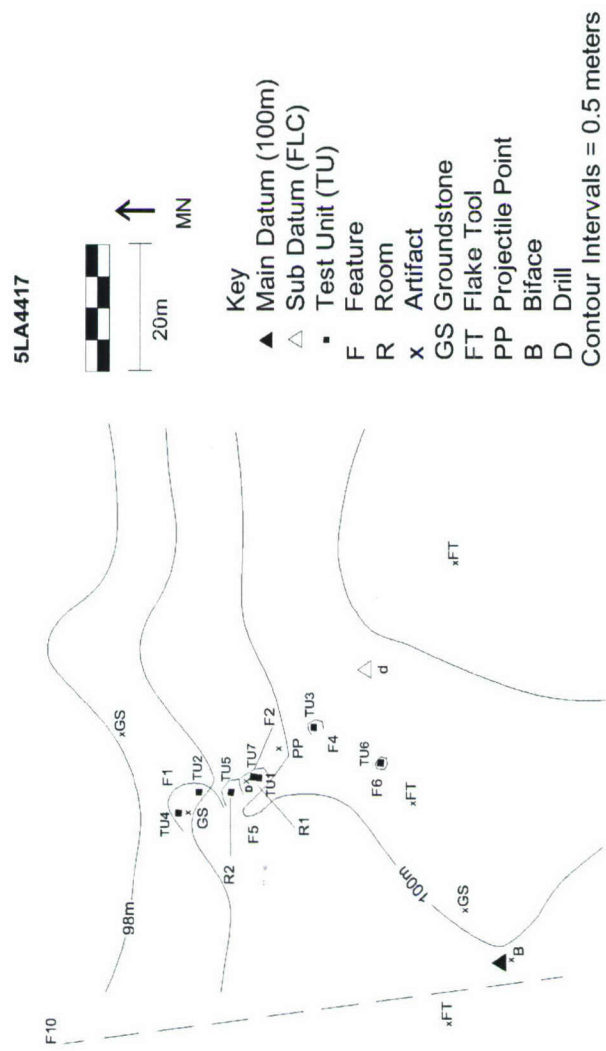 5LA4417
20m
MN
Key
Main Datum (100m)
Sub Datum (FLC)
Test Unit (TU)
F Feature
R Room
x Artifact
GS Groundstone
FT Flake Tool
PP Projectile Point
B Biface
D Drill
Contour Intervals = 0.5 meters
F10
98m
xGS
F1
TU4
x
GS
TU2
TU5
R2
F5
Dx
TU7
F2
TU1
R1
x
PP
TU3
F4
d
TU6
F6
xFT
xFT
100m
xGS
xB
xFT